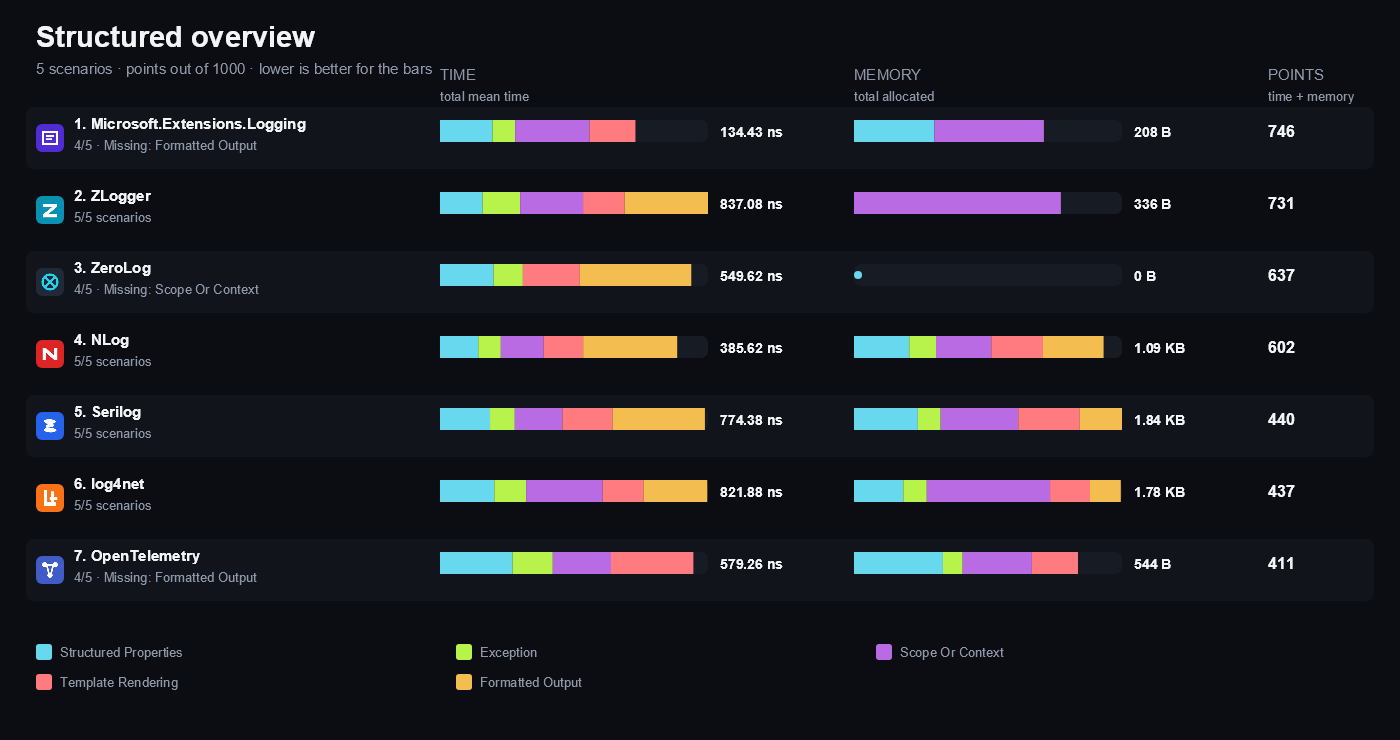 Structured overview
5 scenarios · points out of 1000 · lower is better for the bars
TIME
total mean time
MEMORY
total allocated
POINTS
time + memory
1. Microsoft.Extensions.Logging
4/5 · Missing: Formatted Output
134.43 ns
208 B
746
2. ZLogger
5/5 scenarios
837.08 ns
336 B
731
3. ZeroLog
4/5 · Missing: Scope Or Context
549.62 ns
0 B
637
4. NLog
5/5 scenarios
385.62 ns
1.09 KB
602
5. Serilog
5/5 scenarios
774.38 ns
1.84 KB
440
6. log4net
5/5 scenarios
821.88 ns
1.78 KB
437
7. OpenTelemetry
4/5 · Missing: Formatted Output
579.26 ns
544 B
411
Structured Properties
Exception
Scope Or Context
Template Rendering
Formatted Output